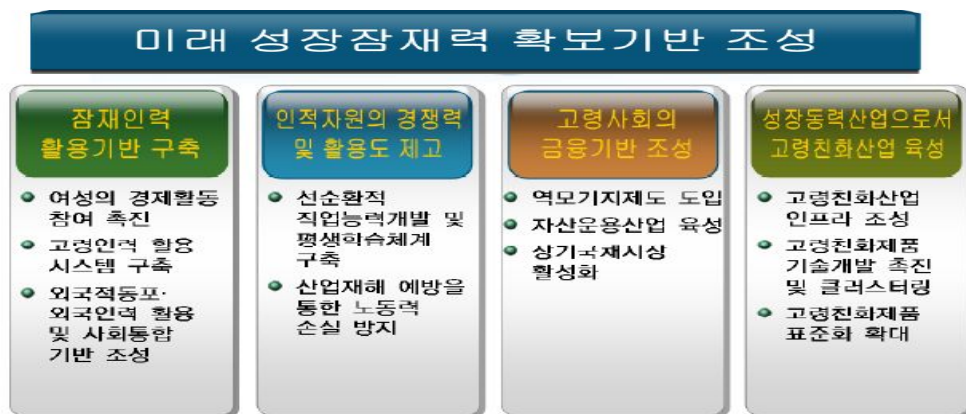 미래 성장잠재력 확보기반 조성
잠재인력
활용기반 구축
여성의 경제활동
참여 촉진
고령인력 활용
시스템 구축
외국적동포·
외국인력 활용
및 사회통합
기반 조성
인적자원의 경쟁력
및 활용도 제고
선순환적
직업능력개발 및
평생학습체계
구축
산업재해 예방을
통한 노동력
손실 방지
고령사회의
금융기반 조성
역모기지제도 도입
자산운용산업 육성
장기국채시장
활성화
성장동력산업으로서
고령친화산업 육성
고령친화산업
인프라 조성
고령친화제품
기술개발 촉진
및 클러스터링
고령친화제품
표준화 확대